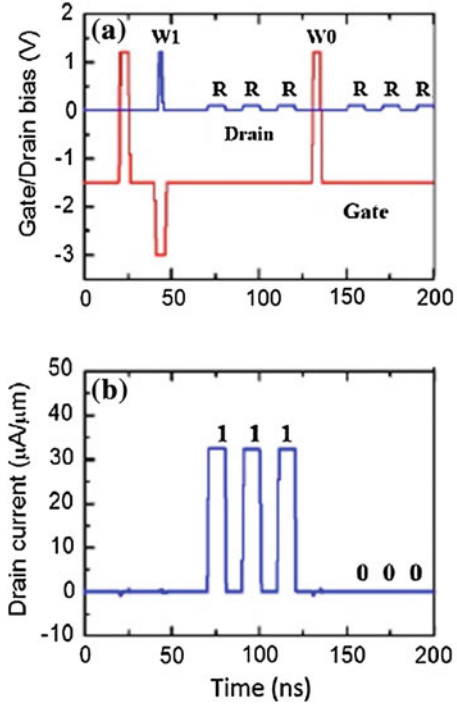 (a)
W1
W0
R R R
R R R
Drain
Gate
Gate/Drain bias (V)
2
1
0
-1
-2
-3
0 50 100 150 200
(b)
1 1 1
0 0 0
Drain current (μA/μm)
50
40
30
20
10
0
-10
0 50 100 150 200
Time (ns)